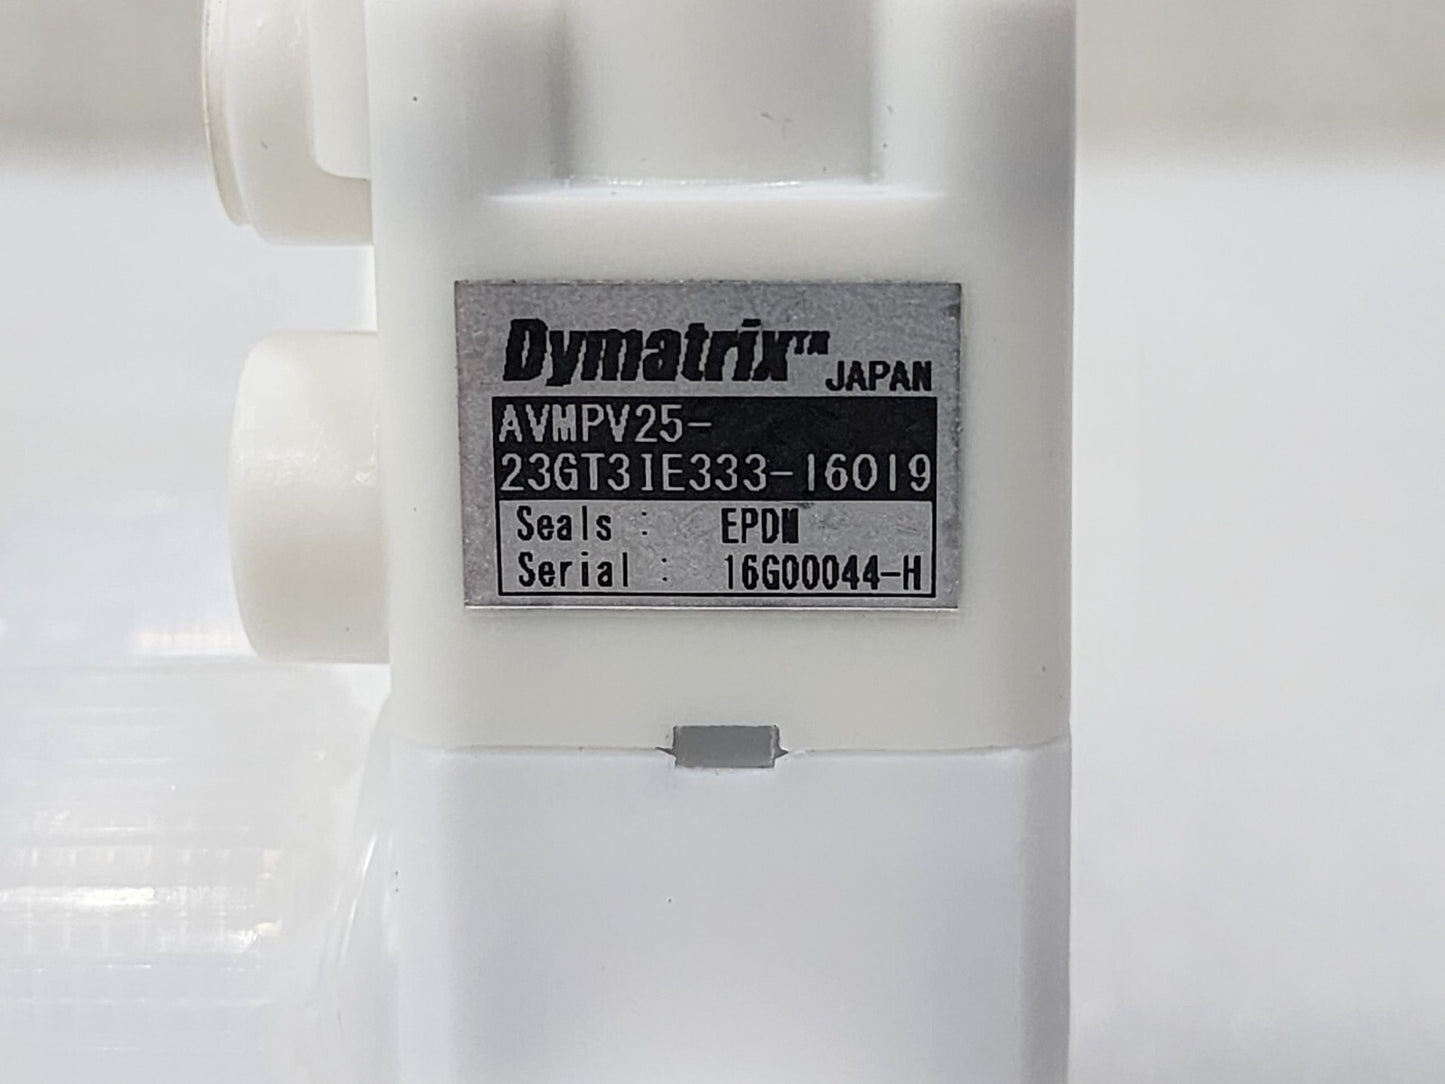 Dymatrix™ JAPAN
AVMPV25-
23GT3IE333-16019
Seals : EPDM
Serial : 16G00044-H